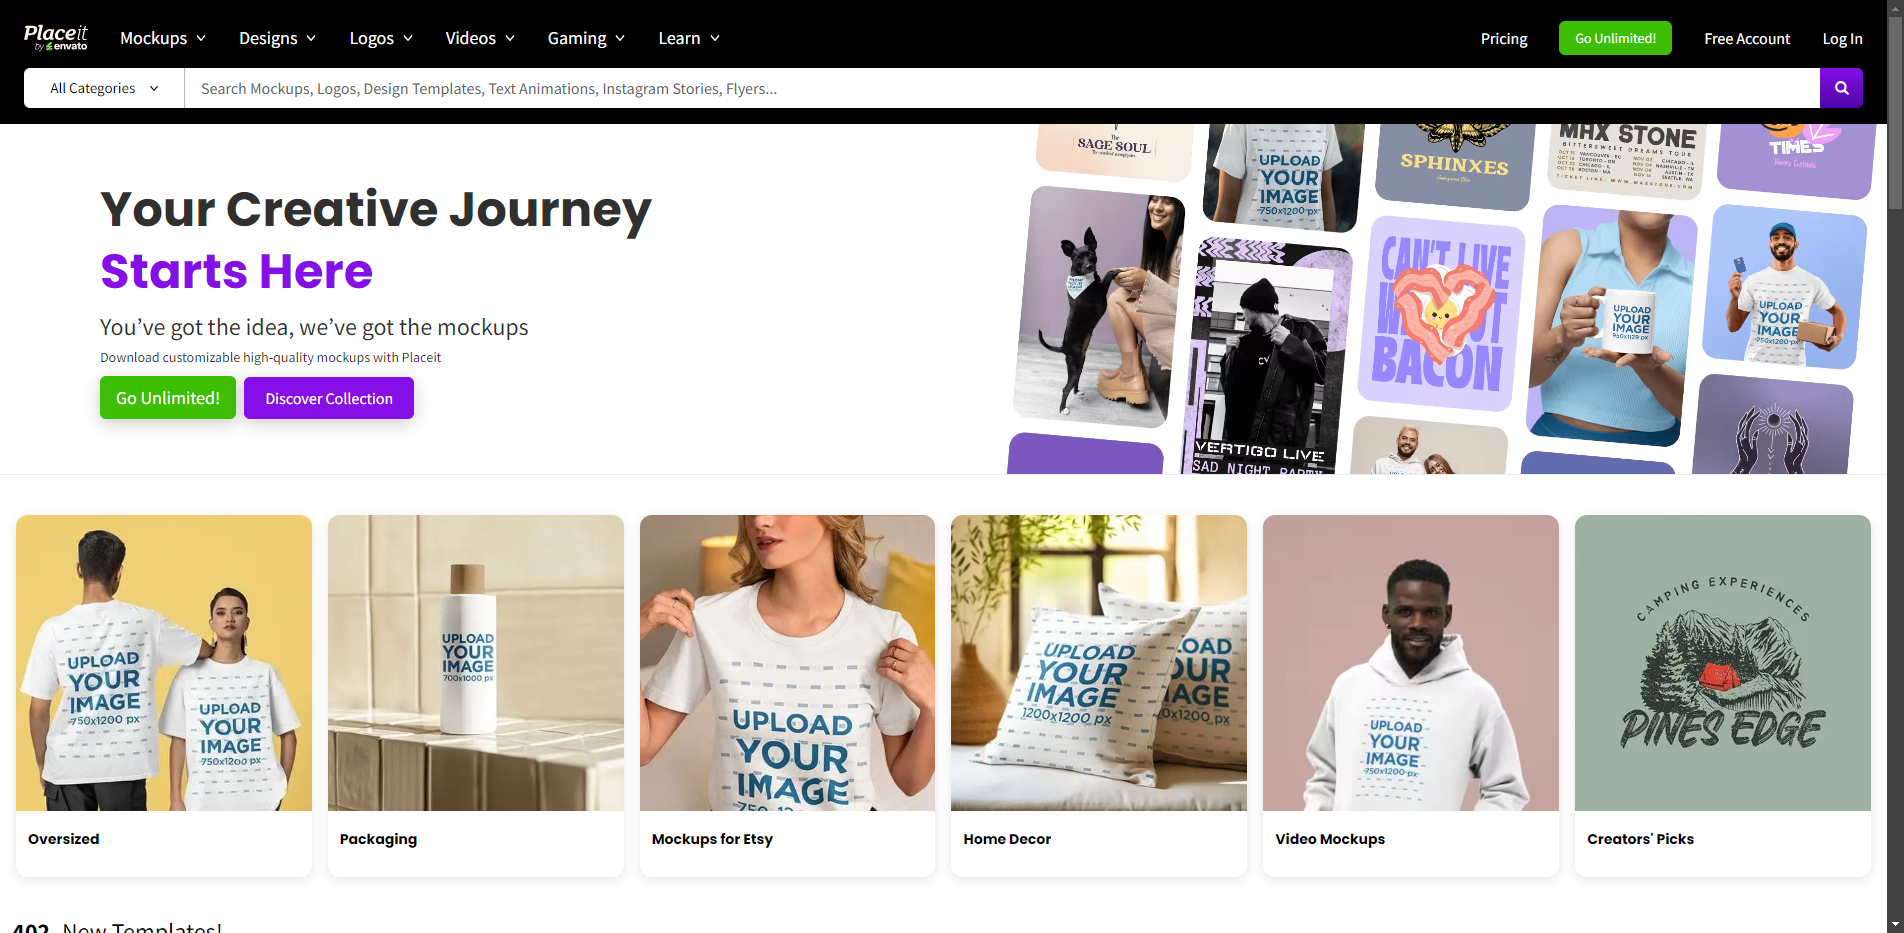 Placeit
by envato
Mockups
Designs
Logos
Videos
Gaming
Learn
Pricing
Go Unlimited!
Free Account
Log In
All Categories
Search Mockups, Logos, Design Templates, Text Animations, Instagram Stories, Flyers...
Your Creative Journey
Starts Here
You’ve got the idea, we’ve got the mockups
Download customizable high-quality mockups with Placeit
Go Unlimited!
Discover Collection
The
SAGE SOUL
UPLOAD
YOUR
IMAGE
750x1200 px
SPHINXES
MAX STONE
BITTERSWEET DREAMS TOUR
TIMES
CAN'T LIVE
BACON
VERTIGO LIVE
SAD NIGHT PARTY
UPLOAD
YOUR
IMAGE
950x1129 px
UPLOAD
YOUR
IMAGE
UPLOAD
YOUR
IMAGE
750x1200 px
UPLOAD
YOUR
IMAGE
750x1200 px
Oversized
UPLOAD
YOUR
IMAGE
700x1000 px
Packaging
UPLOAD
YOUR
IMAGE
Mockups for Etsy
UPLOAD
YOUR
IMAGE
1200x1200 px
Home Decor
UPLOAD
YOUR
IMAGE
750x1200 px
Video Mockups
CAMPING EXPERIENCES
PINES EDGE
Creators' Picks
402 New Templates!